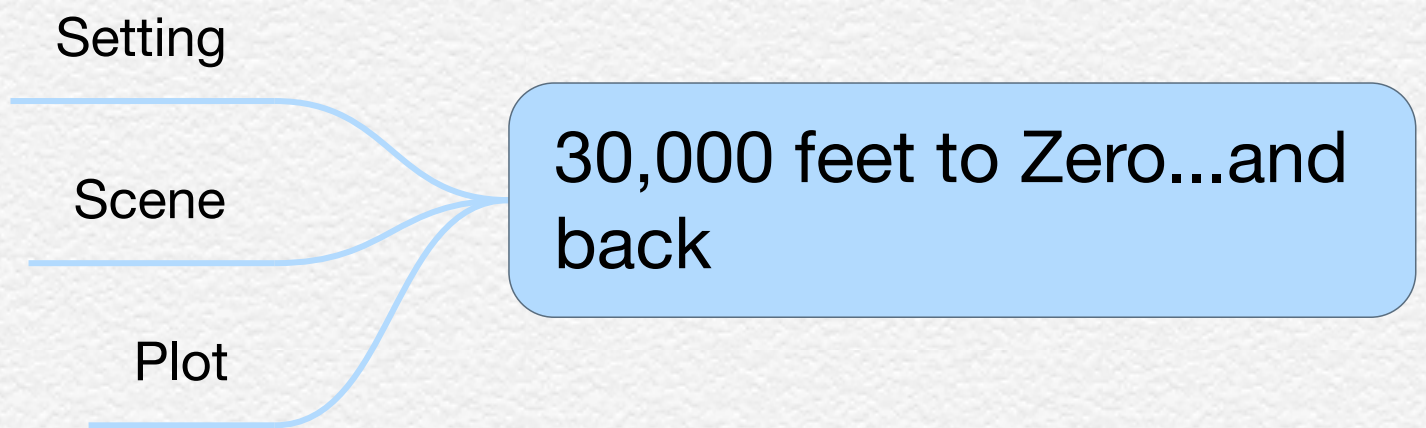 Setting
Scene
Plot
30,000 feet to Zero...and
back